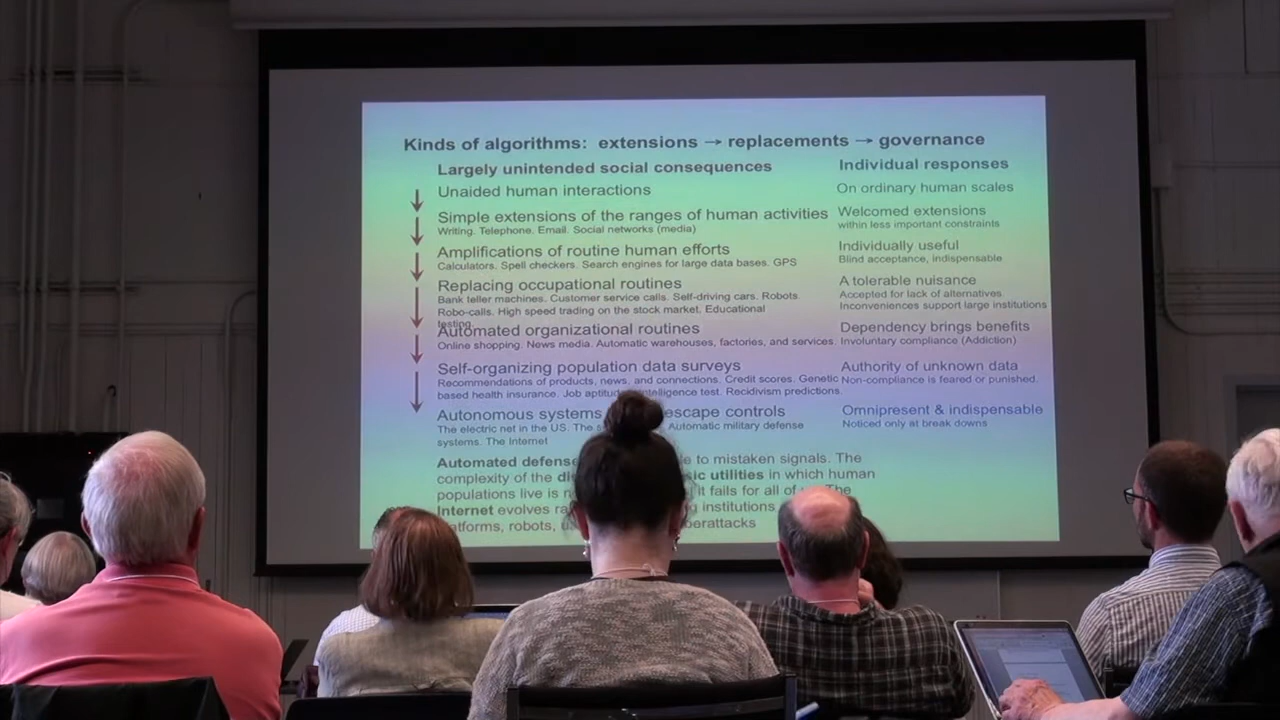 Kinds of algorithms: extensions → replacements → governance
Largely unintended social consequences Individual responses
Unaided human interactions On ordinary human scales
Simple extensions of the ranges of human activities Welcomed extensions
Writing. Telephone. Email. Social networks (media) within less important constraints
Amplifications of routine human efforts Individually useful
Calculators. Spell checkers. Search engines for large data bases. GPS Blind acceptance, indispensable
Replacing occupational routines A tolerable nuisance
Bank teller machines. Customer service calls. Self-driving cars. Robots. Accepted for lack of alternatives
Robo-calls. High speed trading on the stock market. Educational Inconveniences support large institutions
testing.
Automated organizational routines Dependency brings benefits
Online shopping. News media. Automatic warehouses, factories, and services. Involuntary compliance (Addiction)
Self-organizing population data surveys Authority of unknown data
Recommendations of products, news, and connections. Credit scores. Genetic Non-compliance is feared or punished.
based health insurance. Job aptitude intelligence test. Recidivism predictions.
Autonomous systems escape controls Omnipresent & indispensable
The electric net in the US. The Automatic military defense Noticed only at break downs
systems. The Internet
Automated to mistaken signals. The
complexity of the utilities in which human
populations live is it fails for all of The
Internet evolves institutions
robots,